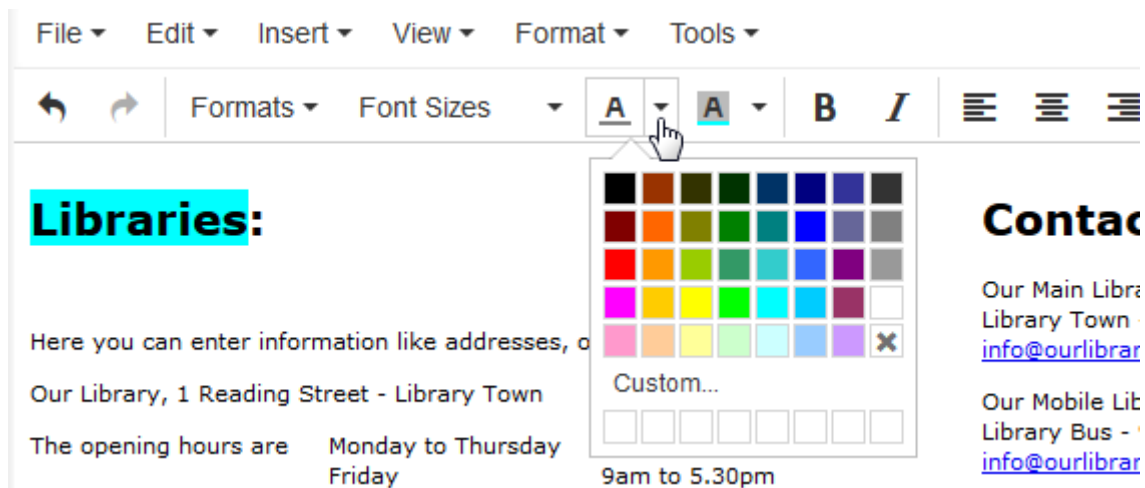 File Edit Insert View Format Tools
Formats Font Sizes A A B I
Libraries:
Here you can enter information like addresses, o
Our Library, 1 Reading Street - Library Town
The opening hours are Monday to Thursday
Friday 9am to 5.30pm
Custom...
Contac
Our Main Libra
Library Town -
info@ourlibrar
Our Mobile Lib
Library Bus -
info@ourlibrar